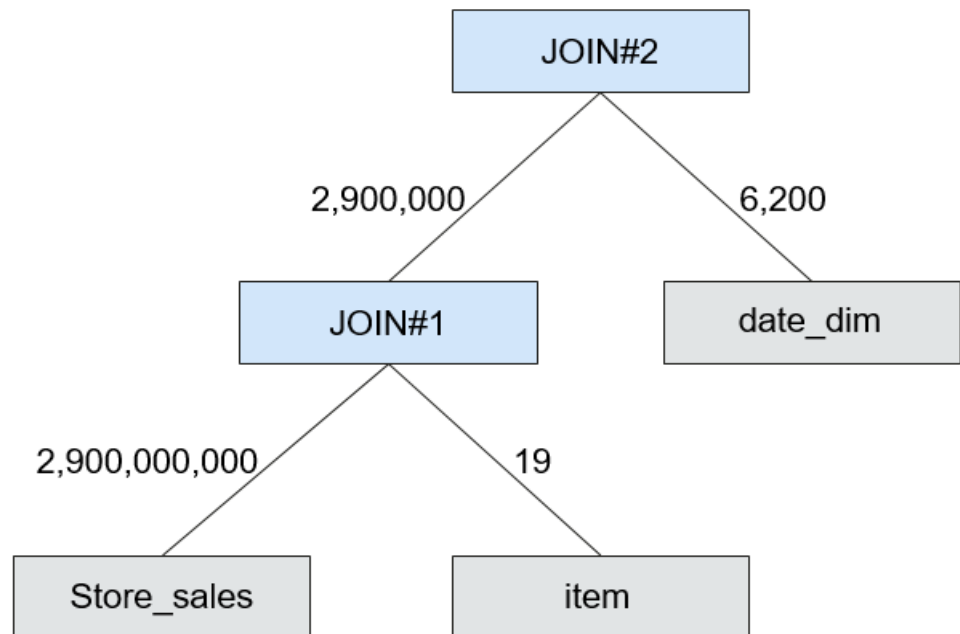 JOIN#2
2,900,000
6,200
JOIN#1
date_dim
2,900,000,000
19
Store_sales
item